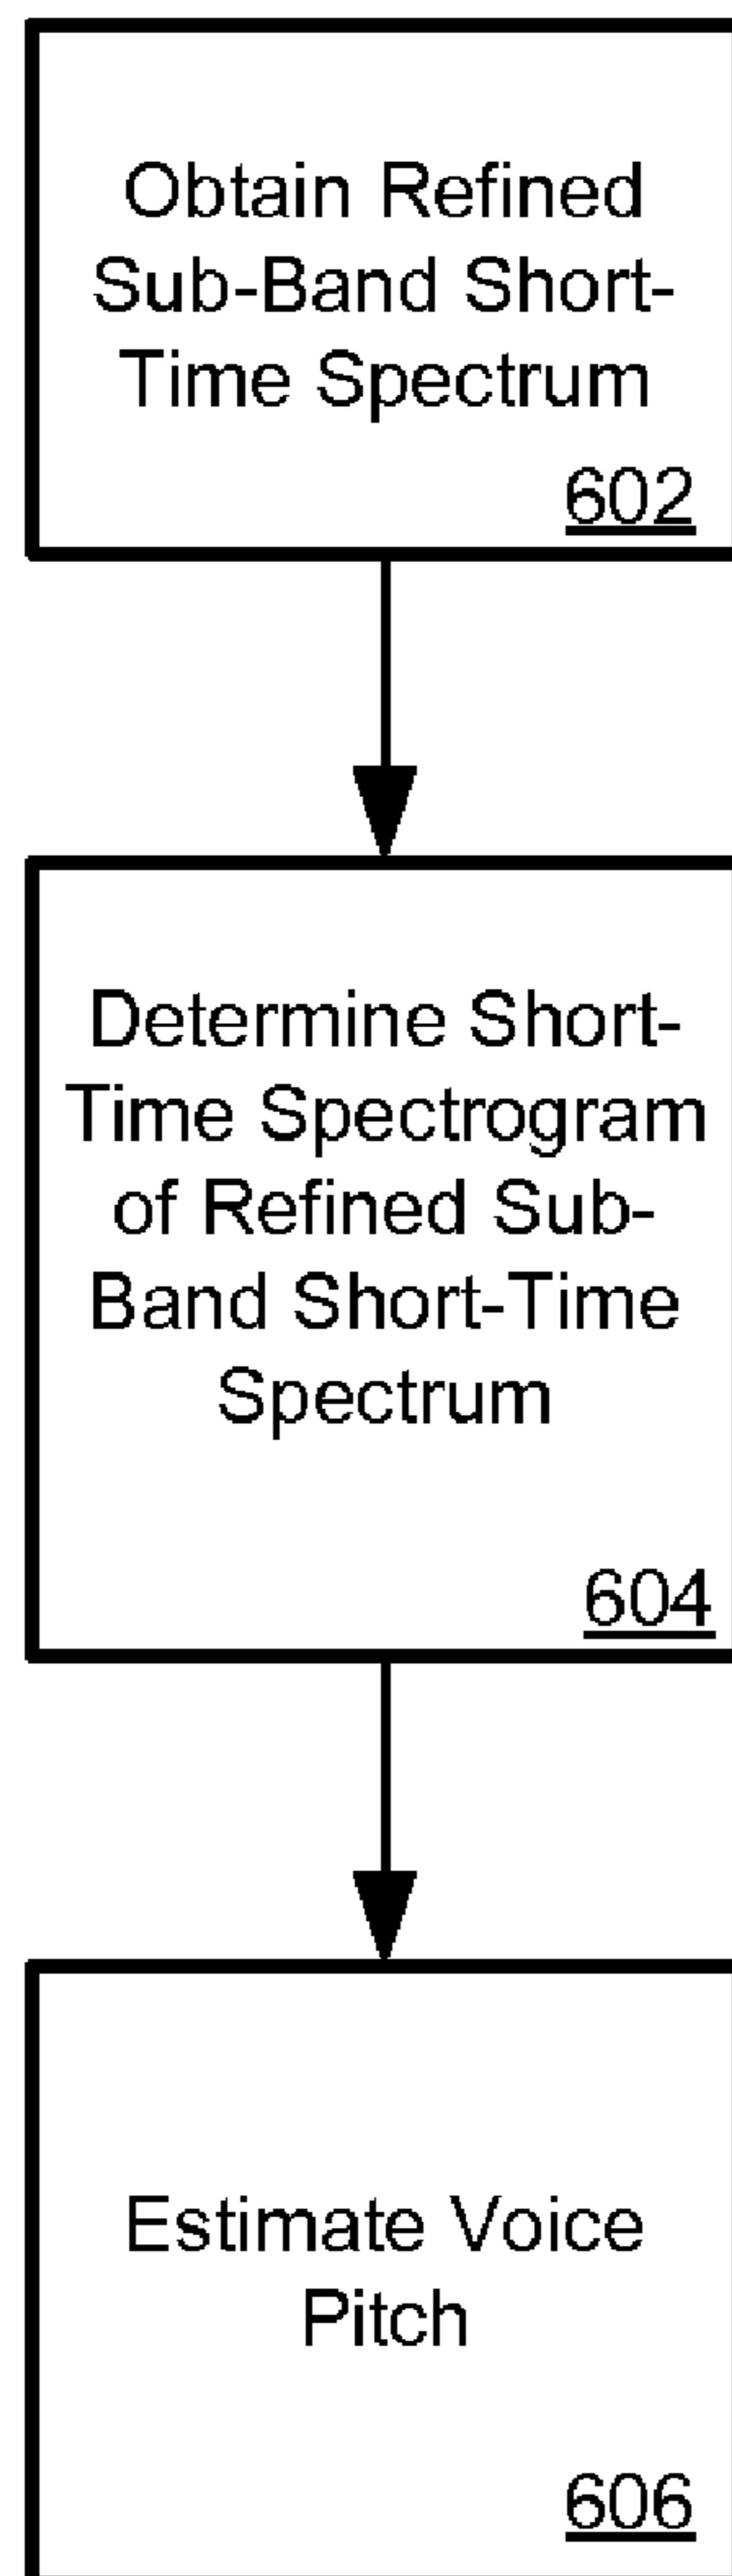 Obtain Refined
Sub-Band Short-
Time Spectrum
602
Determine Short-
Time Spectrogram
of Refined Sub-
Band Short-Time
Spectrum
604
Estimate Voice
Pitch
606